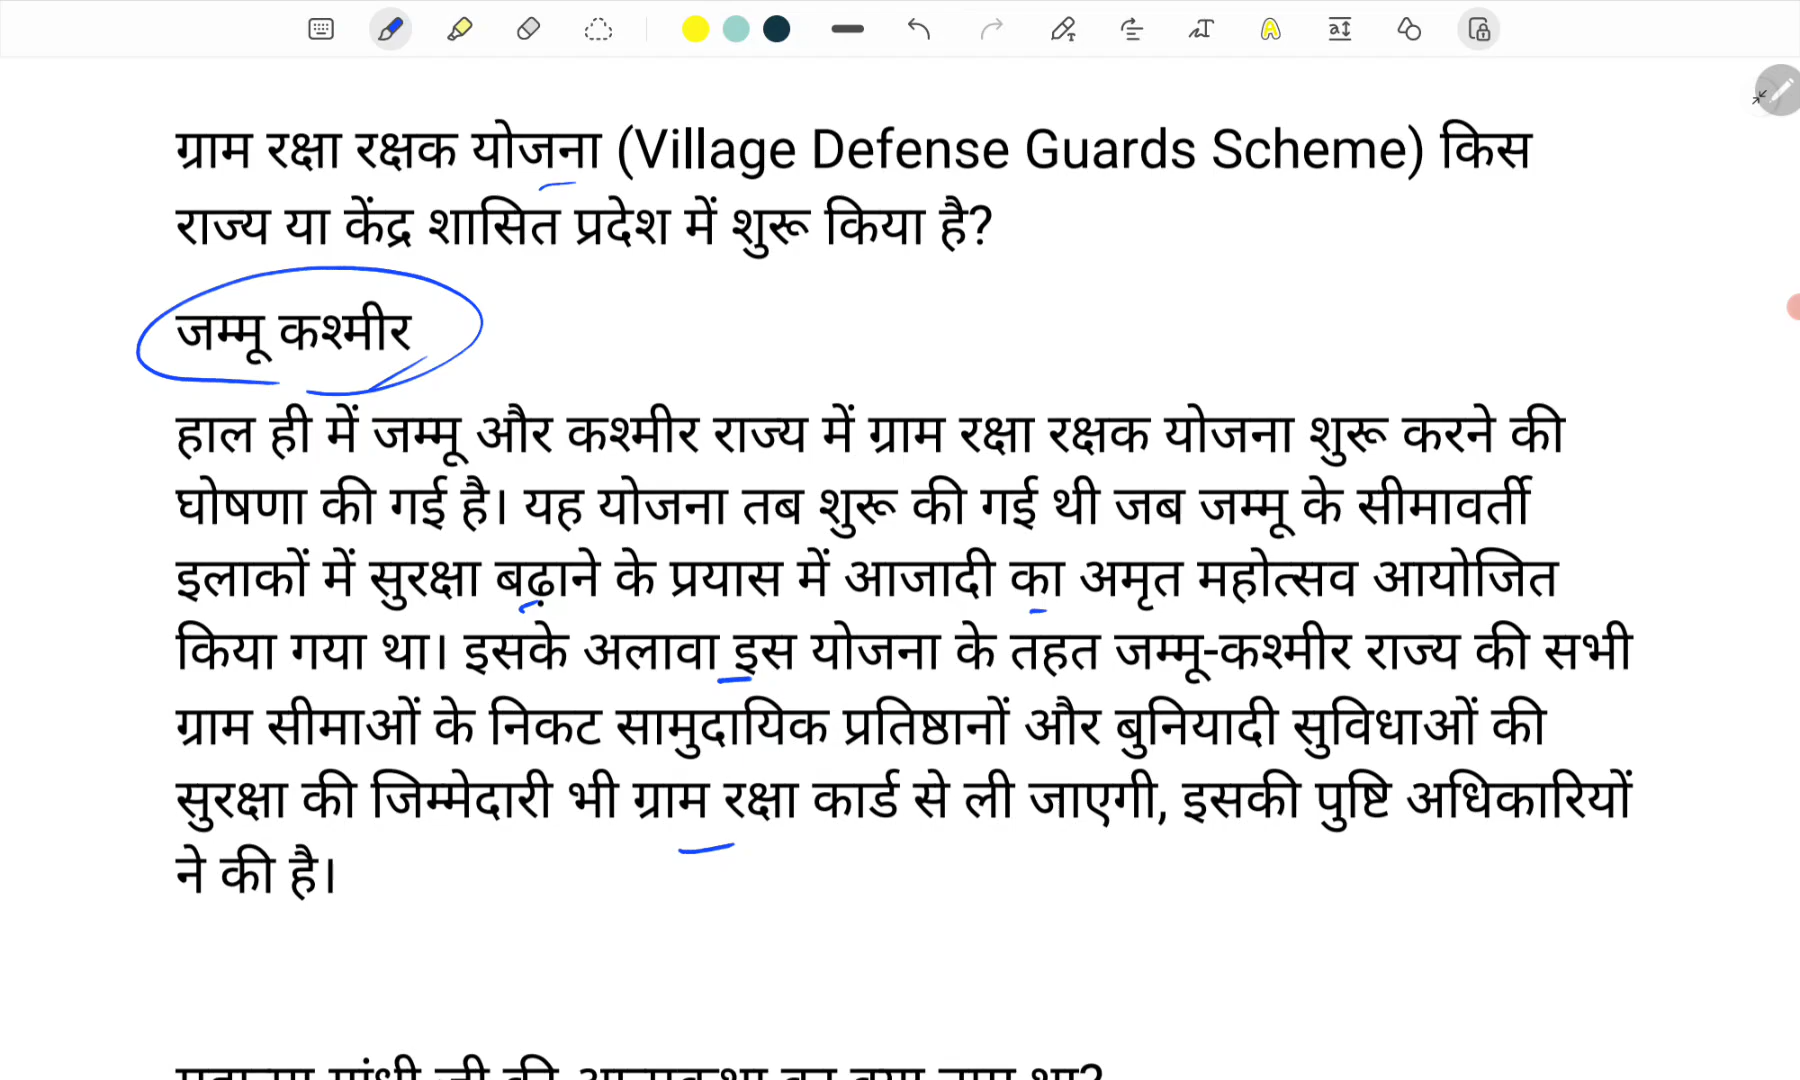 ग्राम रक्षा रक्षक योजना (Village Defense Guards Scheme) किस
राज्य या केंद्र शासित प्रदेश में शुरू किया है?
जम्मू कश्मीर
हाल ही में जम्मू और कश्मीर राज्य में ग्राम रक्षा रक्षक योजना शुरू करने की
घोषणा की गई है। यह योजना तब शुरू की गई थी जब जम्मू के सीमावर्ती
इलाकों में सुरक्षा बढ़ाने के प्रयास में आजादी का अमृत महोत्सव आयोजित
किया गया था। इसके अलावा इस योजना के तहत जम्मू-कश्मीर राज्य की सभी
ग्राम सीमाओं के निकट सामुदायिक प्रतिष्ठानों और बुनियादी सुविधाओं की
सुरक्षा की जिम्मेदारी भी ग्राम रक्षा कार्ड से ली जाएगी, इसकी पुष्टि अधिकारियों
ने की है।
गांधी जी की आत्मकथा का क्या नाम था?